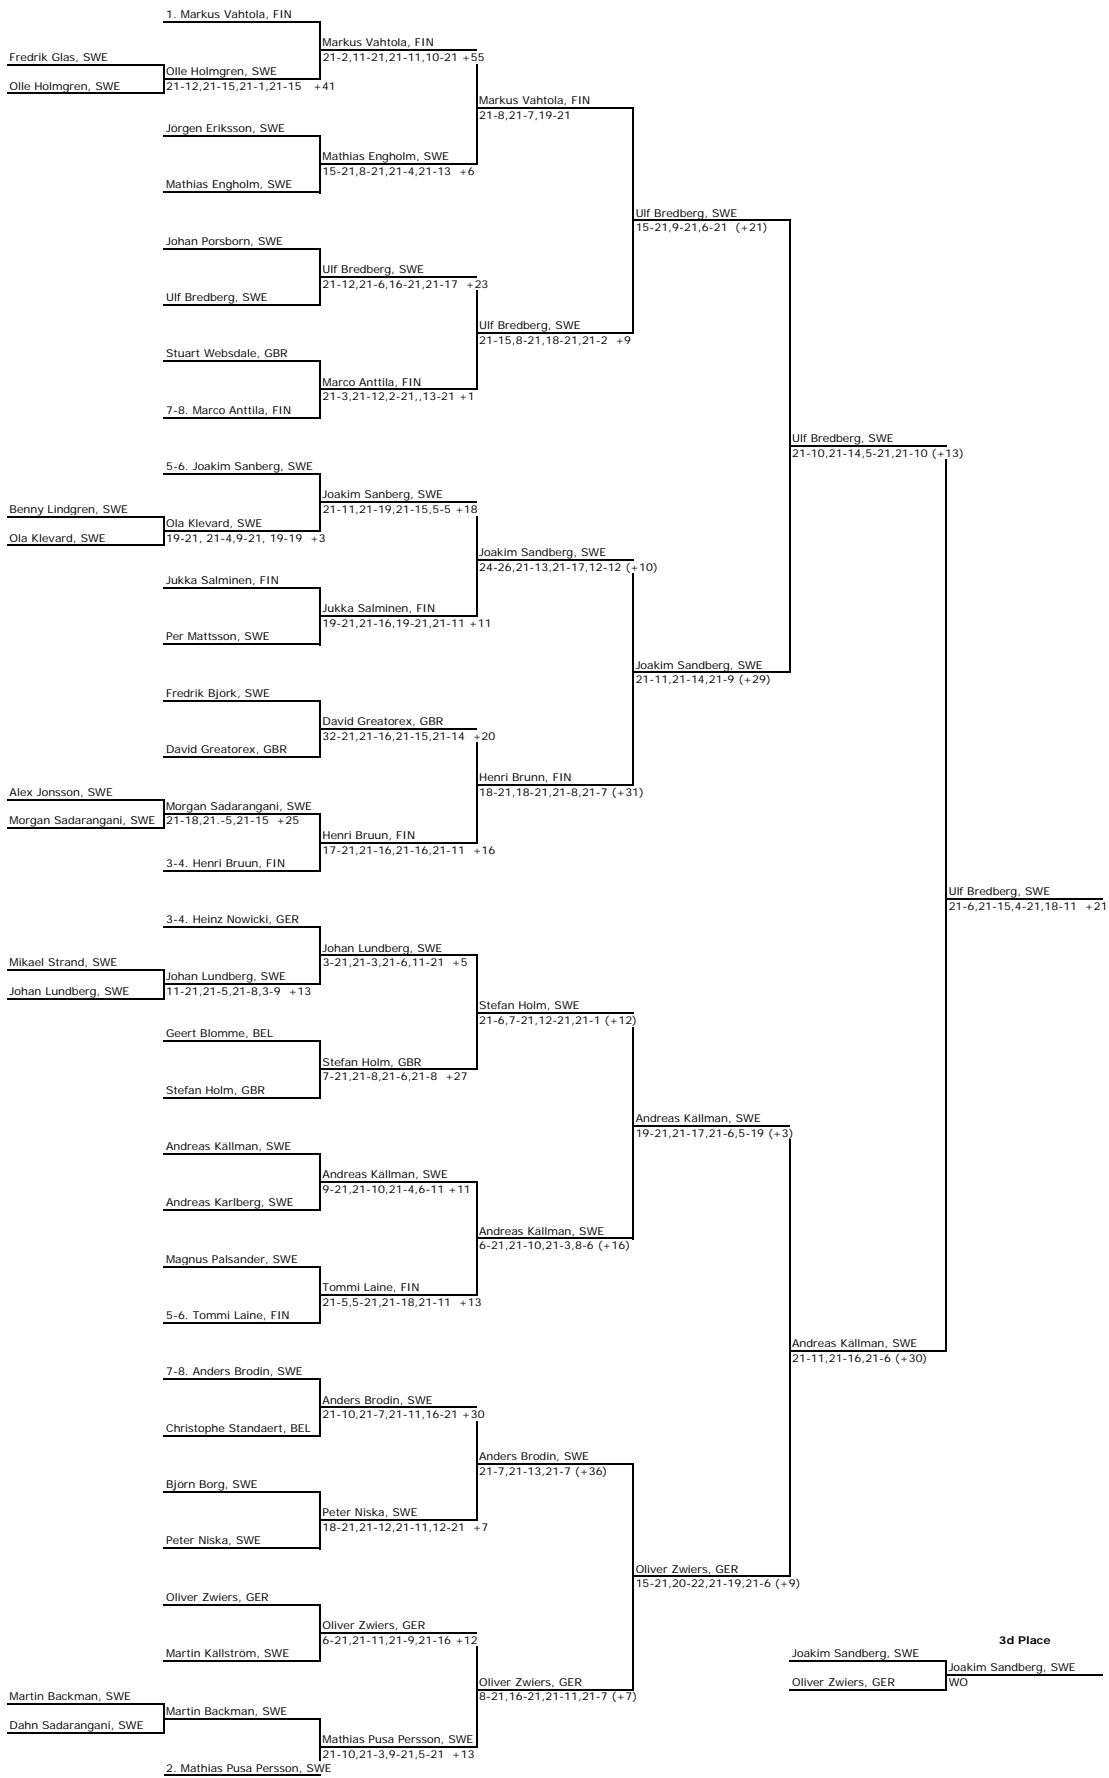 1. Markus Vahtola, FIN
Markus Vahtola, FIN
21-2,11-21,21-11,10-21 +55
Fredrik Glas, SWE
Olle Holmgren, SWE
21-12,21-15,21-1,21-15 +41
Olle Holmgren, SWE
Markus Vahtola, FIN
21-8,21-7,19-21
Jörgen Eriksson, SWE
Mathias Engholm, SWE
15-21,8-21,21-4,21-13 +6
Mathias Engholm, SWE
Ulf Bredberg, SWE
15-21,9-21,6-21 (+21)
Johan Porsborn, SWE
Ulf Bredberg, SWE
21-12,21-6,16-21,21-17 +23
Ulf Bredberg, SWE
Ulf Bredberg, SWE
21-15,8-21,18-21,21-2 +9
Stuart Websdale, GBR
Marco Anttila, FIN
21-3,21-12,2-21,,13-21 +1
7-8. Marco Anttila, FIN
Ulf Bredberg, SWE
21-10,21-14,5-21,21-10 (+13)
5-6. Joakim Sanberg, SWE
Joakim Sanberg, SWE
21-11,21-19,21-15,5-5 +18
Benny Lindgren, SWE
Ola Klevard, SWE
19-21, 21-4,9-21, 19-19 +3
Ola Klevard, SWE
Joakim Sandberg, SWE
24-26,21-13,21-17,12-12 (+10)
Jukka Salminen, FIN
Jukka Salminen, FIN
19-21,21-16,19-21,21-11 +11
Per Mattsson, SWE
Joakim Sandberg, SWE
21-11,21-14,21-9 (+29)
Fredrik Björk, SWE
David Greatorex, GBR
32-21,21-16,21-15,21-14 +20
David Greatorex, GBR
Henri Brunn, FIN
18-21,18-21,21-8,21-7 (+31)
Alex Jonsson, SWE
Morgan Sadarangani, SWE
21-18,21.-5,21-15 +25
Morgan Sadarangani, SWE
Henri Bruun, FIN
17-21,21-16,21-16,21-11 +16
3-4. Henri Bruun, FIN
Ulf Bredberg, SWE
21-6,21-15,4-21,18-11 +21
3-4. Heinz Nowicki, GER
Johan Lundberg, SWE
3-21,21-3,21-6,11-21 +5
Mikael Strand, SWE
Johan Lundberg, SWE
11-21,21-5,21-8,3-9 +13
Johan Lundberg, SWE
Stefan Holm, SWE
21-6,7-21,12-21,21-1 (+12)
Geert Blomme, BEL
Stefan Holm, GBR
7-21,21-8,21-6,21-8 +27
Stefan Holm, GBR
Andreas Källman, SWE
19-21,21-17,21-6,5-19 (+3)
Andreas Källman, SWE
Andreas Källman, SWE
9-21,21-10,21-4,6-11 +11
Andreas Karlberg, SWE
Andreas Källman, SWE
6-21,21-10,21-3,8-6 (+16)
Magnus Palsander, SWE
Tommi Laine, FIN
21-5,5-21,21-18,21-11 +13
5-6. Tommi Laine, FIN
Andreas Källman, SWE
21-11,21-16,21-6 (+30)
7-8. Anders Brodin, SWE
Anders Brodin, SWE
21-10,21-7,21-11,16-21 +30
Christophe Standaert, BEL
Anders Brodin, SWE
21-7,21-13,21-7 (+36)
Björn Borg, SWE
Peter Niska, SWE
18-21,21-12,21-11,12-21 +7
Peter Niska, SWE
Oliver Zwiers, GER
15-21,20-22,21-19,21-6 (+9)
Oliver Zwiers, GER
Oliver Zwiers, GER
6-21,21-11,21-9,21-16 +12
Martin Källström, SWE
3d Place
Joakim Sandberg, SWE
Joakim Sandberg, SWE
WO
Oliver Zwiers, GER
Oliver Zwiers, GER
8-21,16-21,21-11,21-7 (+7)
Martin Backman, SWE
Martin Backman, SWE
Dahn Sadarangani, SWE
Mathias Pusa Persson, SWE
21-10,21-3,9-21,5-21 +13
2. Mathias Pusa Persson, SWE